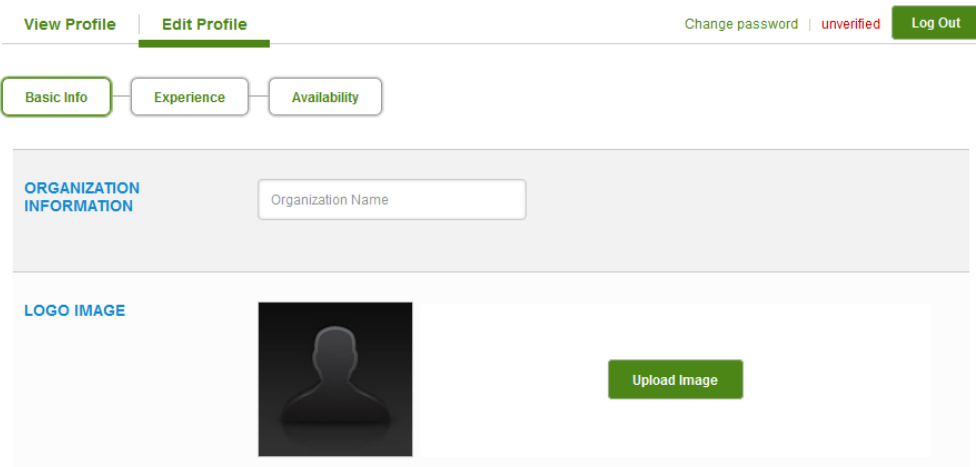 View Profile
Edit Profile
Change password | unverified
Log Out
Basic Info
Experience
Availability
ORGANIZATION
INFORMATION
Organization Name
LOGO IMAGE
Upload Image